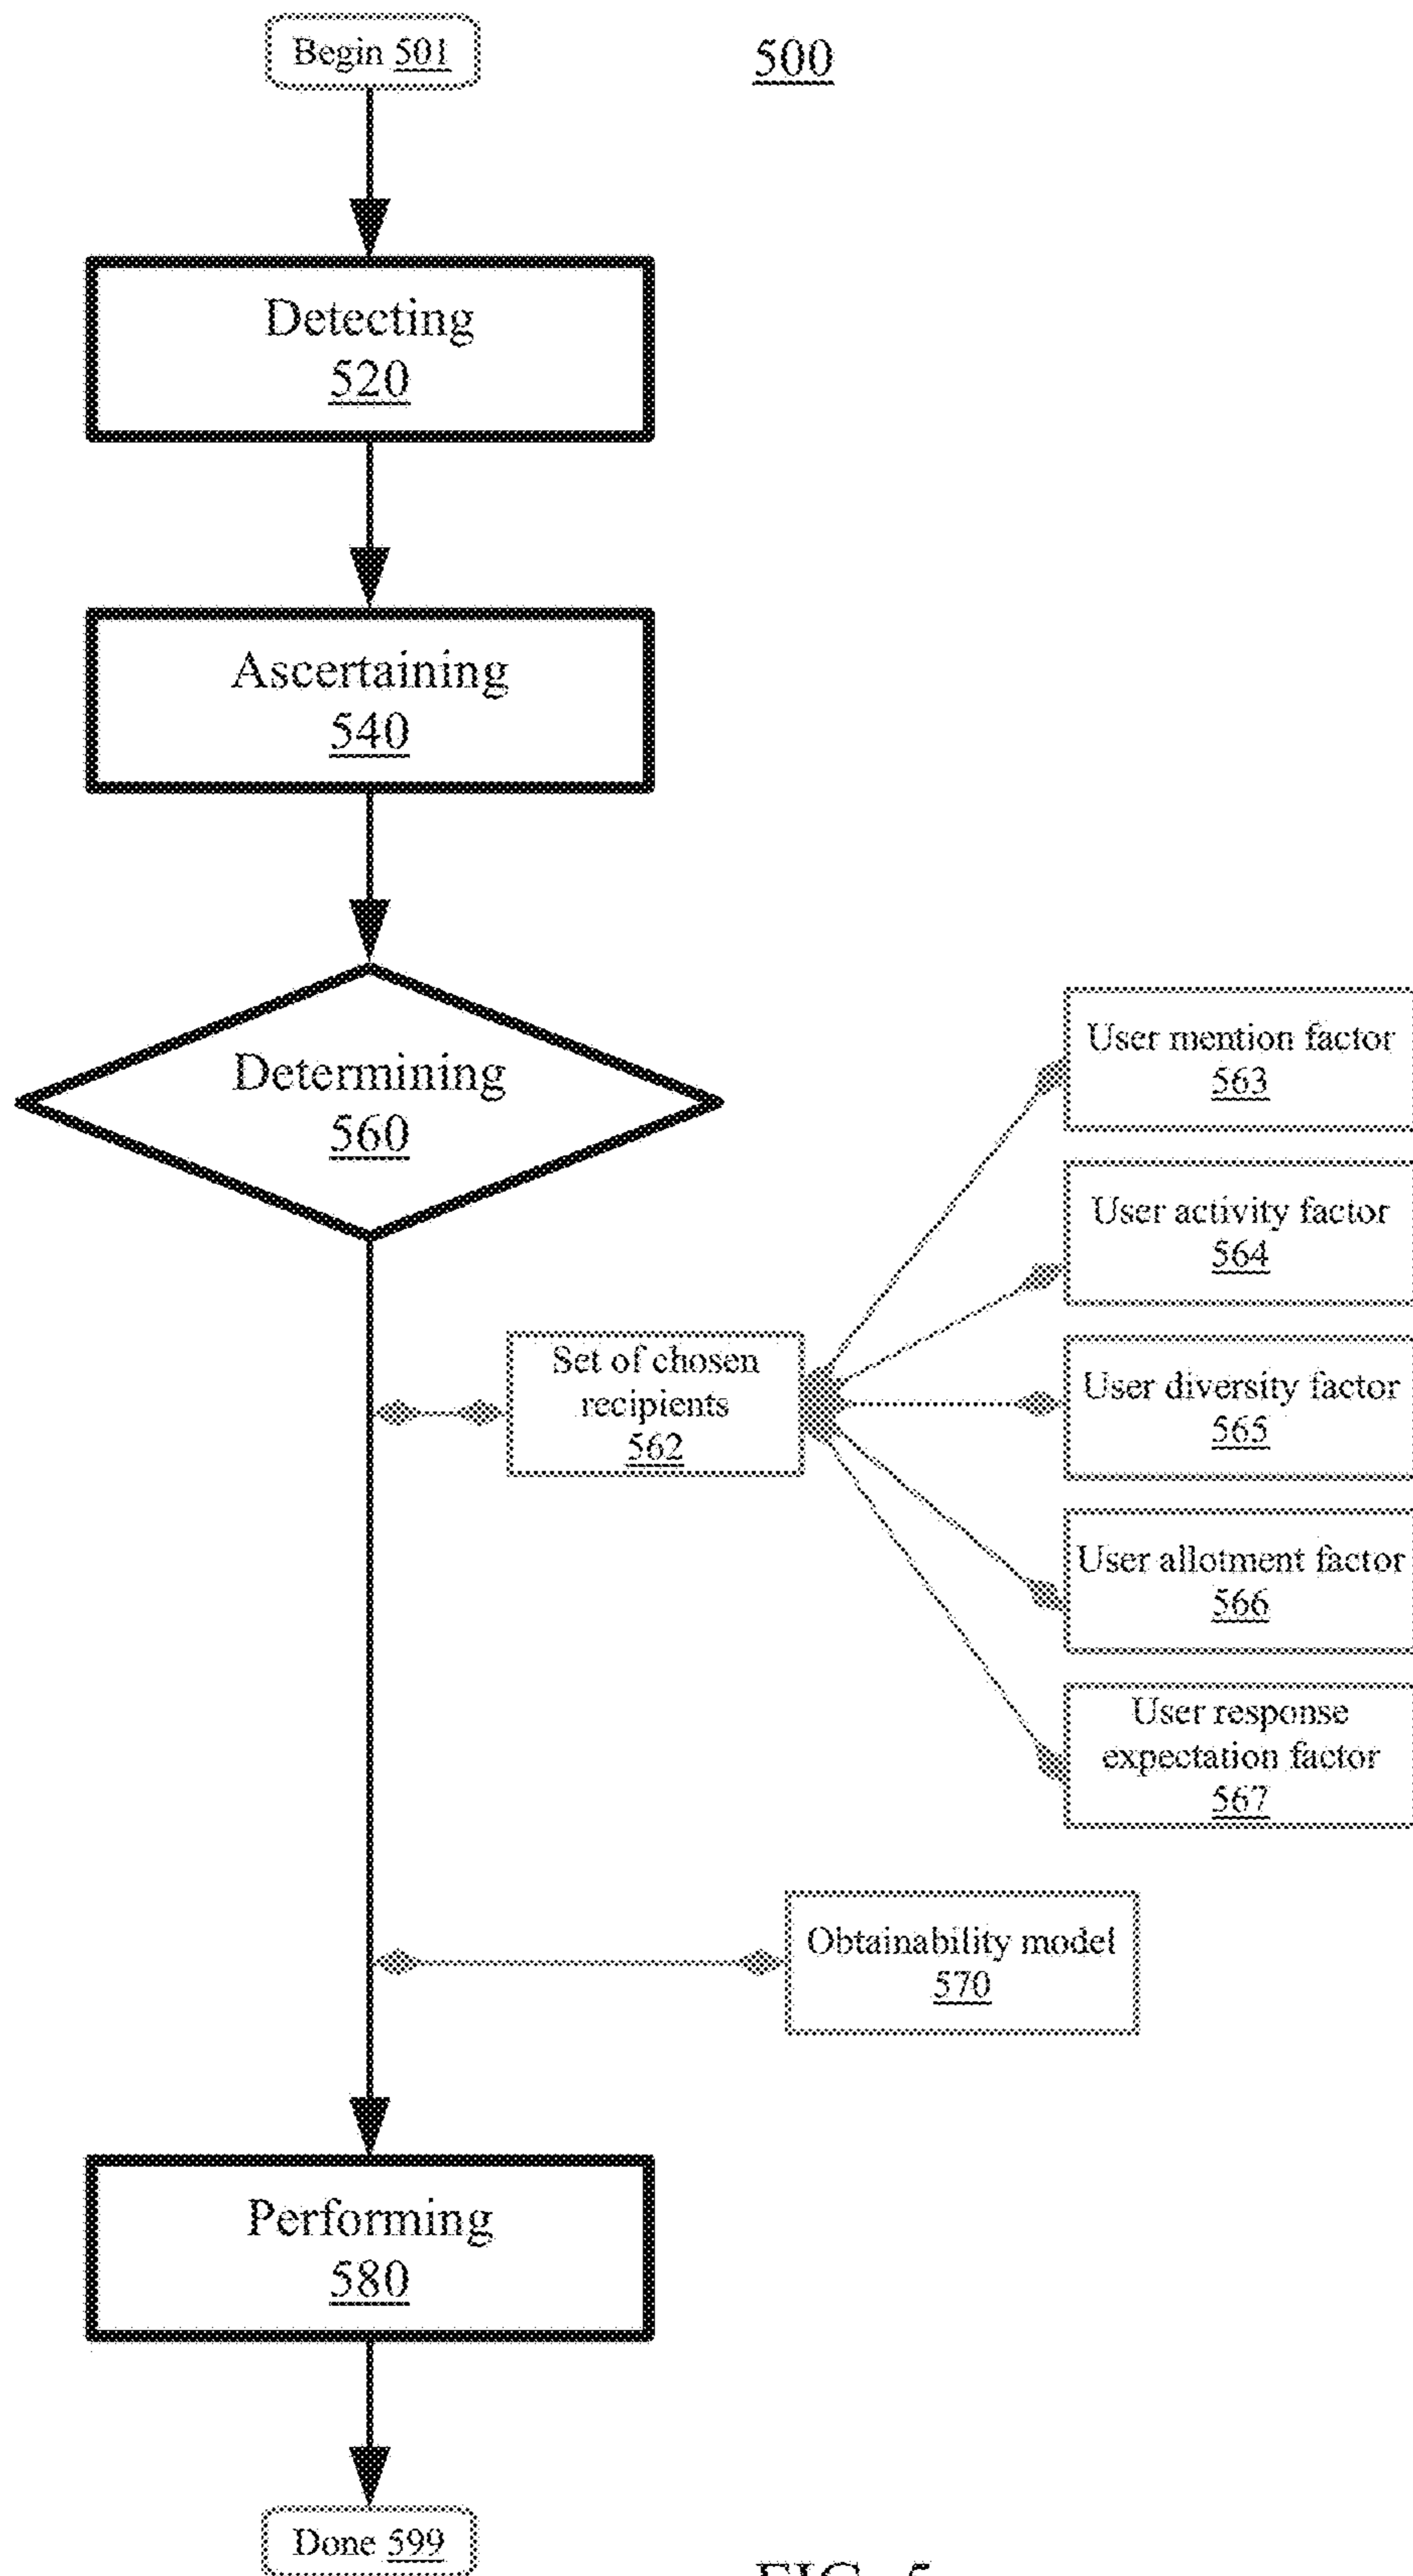 Begin 501
500
Detecting
520
Ascertaining
540
Determining
560
User mention factor
563
User activity factor
564
Set of chosen
recipients
562
User diversity factor
565
User allotment factor
566
User response
expectation factor
567
Obtainability model
570
Performing
580
Done 599
FIG. 5